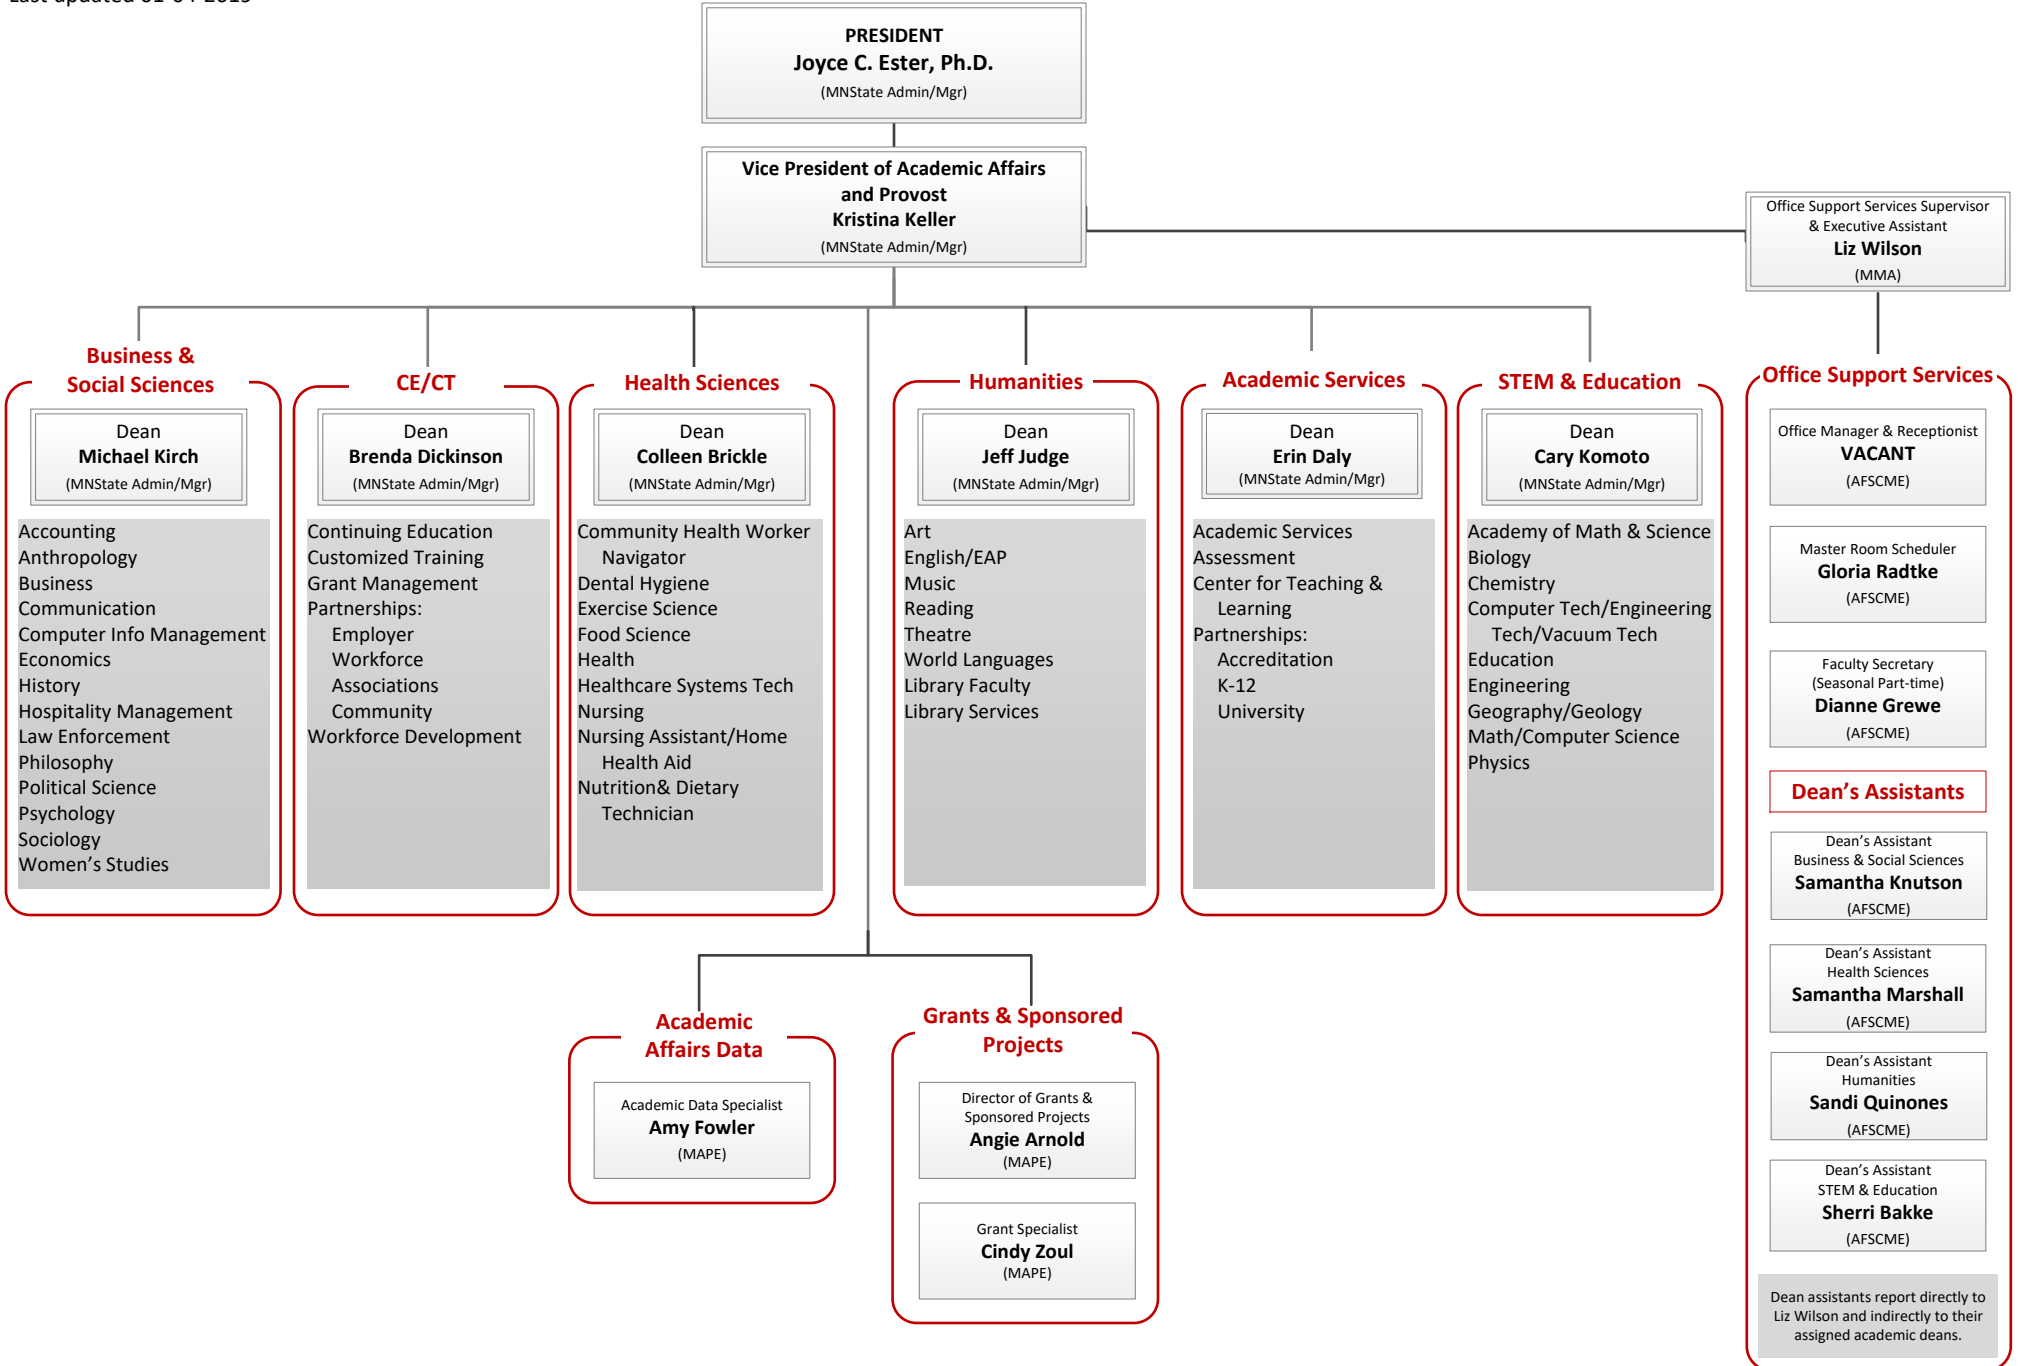 PRESIDENT
Joyce C. Ester, Ph.D.
(MNState Admin/Mgr)
Vice President of Academic Affairs
and Provost
Kristina Keller
(MNState Admin/Mgr)
Office Support Services Supervisor
& Executive Assistant
Liz Wilson
(MMA)
Business &
Social Sciences
Dean
Michael Kirch
(MNState Admin/Mgr)
Accounting
Anthropology
Business
Communication
Computer Info Management
Economics
History
Hospitality Management
Law Enforcement
Philosophy
Political Science
Psychology
Sociology
Women’s Studies
CE/CT
Dean
Brenda Dickinson
(MNState Admin/Mgr)
Continuing Education
Customized Training
Grant Management
Partnerships:
Employer
Workforce
Associations
Community
Workforce Development
Health Sciences
Dean
Colleen Brickle
(MNState Admin/Mgr)
Community Health Worker
Navigator
Dental Hygiene
Exercise Science
Food Science
Health
Healthcare Systems Tech
Nursing
Nursing Assistant/Home
Health Aid
Nutrition& Dietary
Technician
Humanities
Dean
Jeff Judge
(MNState Admin/Mgr)
Art
English/EAP
Music
Reading
Theatre
World Languages
Library Faculty
Library Services
Academic Services
Dean
Erin Daly
(MNState Admin/Mgr)
Academic Services
Assessment
Center for Teaching &
Learning
Partnerships:
Accreditation
K-12
University
STEM & Education
Dean
Cary Komoto
(MNState Admin/Mgr)
Academy of Math & Science
Biology
Chemistry
Computer Tech/Engineering
Tech/Vacuum Tech
Education
Engineering
Geography/Geology
Math/Computer Science
Physics
Office Support Services
Office Manager & Receptionist
VACANT
(AFSCME)
Master Room Scheduler
Gloria Radtke
(AFSCME)
Faculty Secretary
(Seasonal Part-time)
Dianne Grewe
(AFSCME)
Dean’s Assistants
Dean’s Assistant
Business & Social Sciences
Samantha Knutson
(AFSCME)
Dean’s Assistant
Health Sciences
Samantha Marshall
(AFSCME)
Dean’s Assistant
Humanities
Sandi Quinones
(AFSCME)
Dean’s Assistant
STEM & Education
Sherri Bakke
(AFSCME)
Dean assistants report directly to
Liz Wilson and indirectly to their
assigned academic deans.
Academic
Affairs Data
Academic Data Specialist
Amy Fowler
(MAPE)
Grants & Sponsored
Projects
Director of Grants &
Sponsored Projects
Angie Arnold
(MAPE)
Grant Specialist
Cindy Zoul
(MAPE)